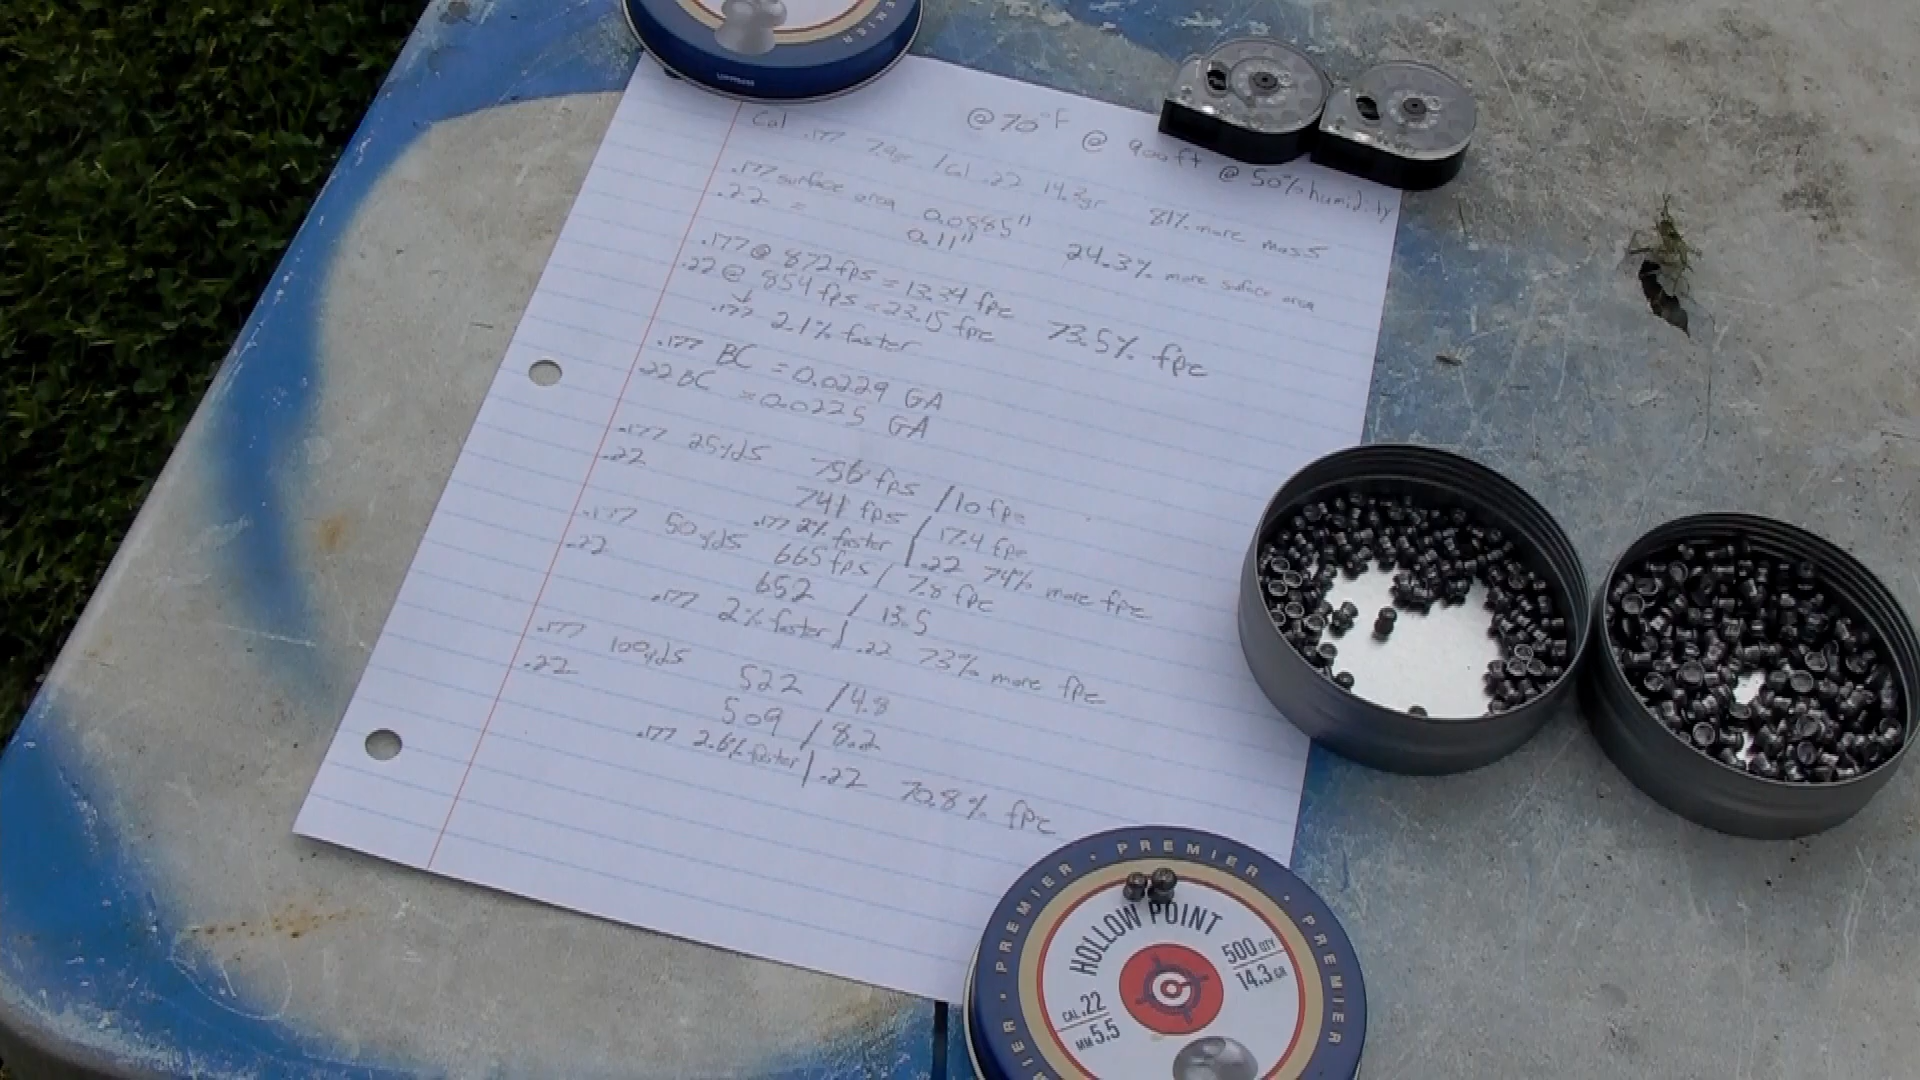 PREMIER
@ 70°F @ 900ft @ 50% humidity
Cal .177 7.9gr / Cal .22 14.3gr 81% more mass
.177 surface area 0.0885"
.22 = 0.11" 24.3% more surface area
.177 @ 872 fps = 13.34 fpe
.22 @ 854 fps = 23.15 fpe 73.5% fpe
.177 2.1% faster
.177 BC = 0.0229 GA
.22 BC = 0.0225 GA
.177 25yds 756 fps / 10 fpe
.22 741 fps / 17.4 fpe
.177 2% faster / .22 74% more fpe
.177 50yds 665 fps / 7.8 fpe
.22 652 / 13.5
.177 2% faster / .22 73% more fpe
.177 100yds 522 / 4.8
.22 509 / 8.2
.177 2.6% faster / .22 70.8% fpe
PREMIER • PREMIER • PREMIER • PREMIER
HOLLOW POINT
500 QTY
14.3 GR
CAL .22
MM 5.5